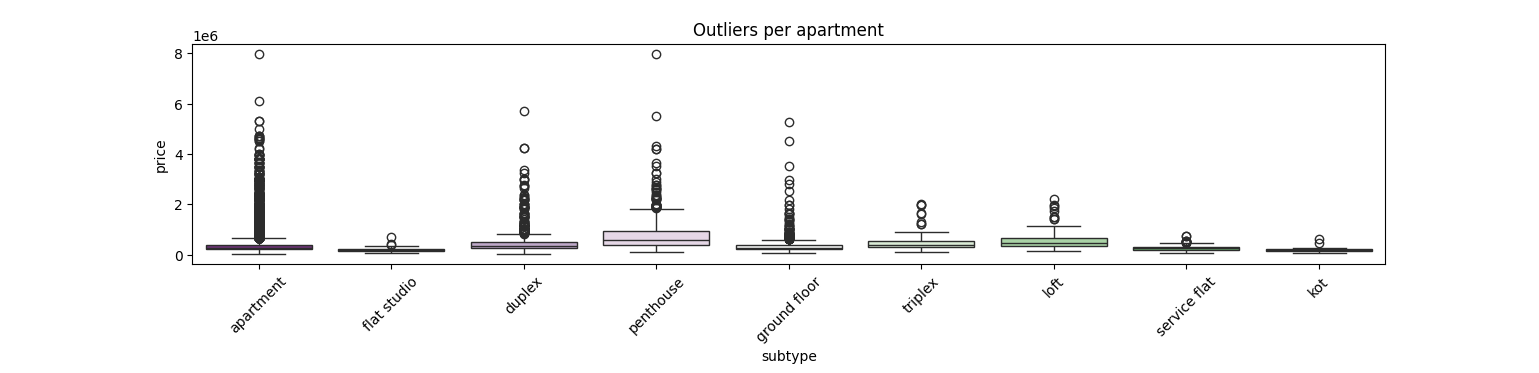 Outliers per apartment
1e6
8
6
4
2
0
price
apartment
flat studio
duplex
penthouse
ground floor
triplex
loft
service flat
kot
subtype